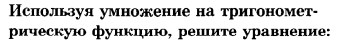 Используя умножение на тригономет-
рическую функцию, решите уравнение: